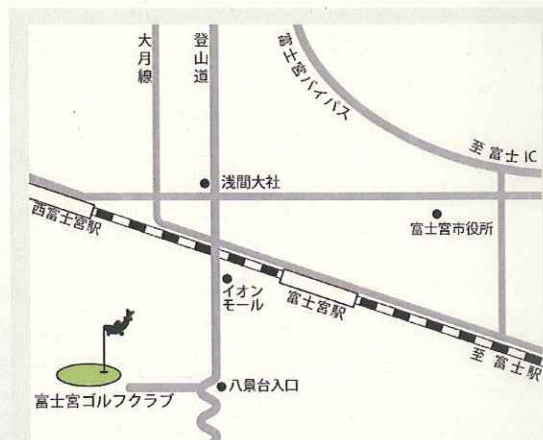 大月線
登山道
富士宮バイパス
至 富士 IC
浅間大社
富士宮市役所
西富士宮駅
イオン
モール
富士宮駅
至 富士駅
八景台入口
富士宮ゴルフクラブ